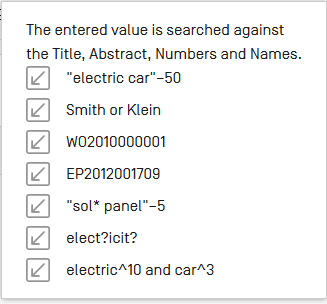 The entered value is searched against
the Title, Abstract, Numbers and Names.
"electric car"~50
Smith or Klein
WO2010000001
EP2012001709
"sol* panel"~5
elect?icit?
electric^10 and car^3